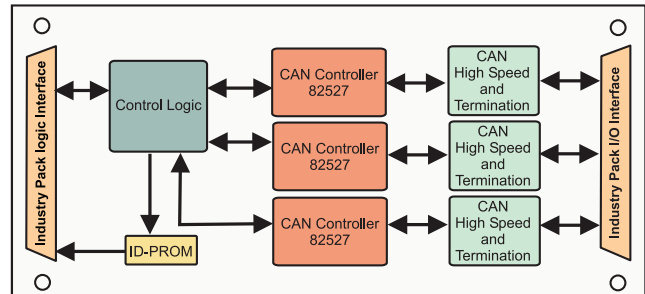 Industry Pack logic Interface
Control Logic
ID-PROM
CAN Controller
82527
CAN Controller
82527
CAN Controller
82527
CAN
High Speed
and
Termination
CAN
High Speed
and
Termination
CAN
High Speed
and
Termination
Industry Pack I/O Interface